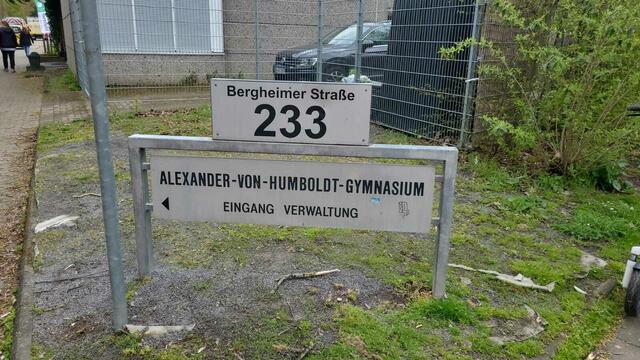 Bergheimer Straße
233
ALEXANDER-VON-HUMBOLDT-GYMNASIUM
◄ EINGANG VERWALTUNG